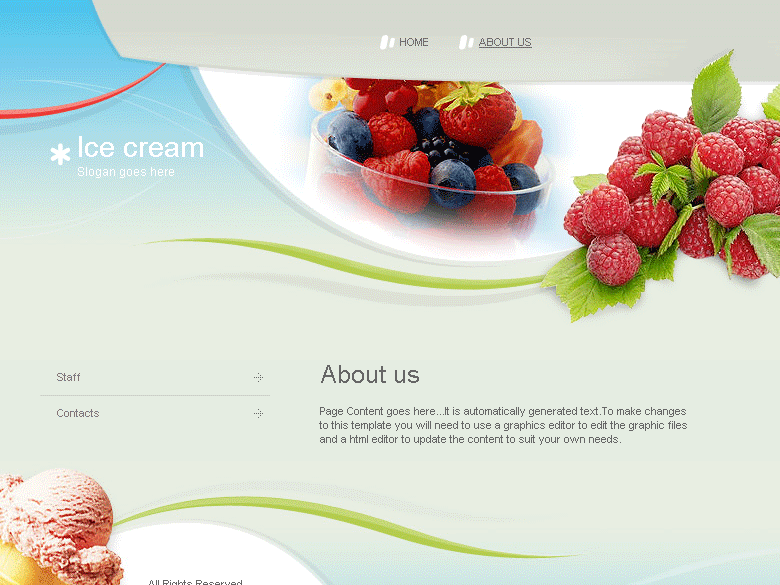 HOME
ABOUT US
Ice cream
Slogan goes here
Staff
Contacts
About us
Page Content goes here...It is automatically generated text.To make changes
to this template you will need to use a graphics editor to edit the graphic files
and a html editor to update the content to suit your own needs.
All Rights Reserved